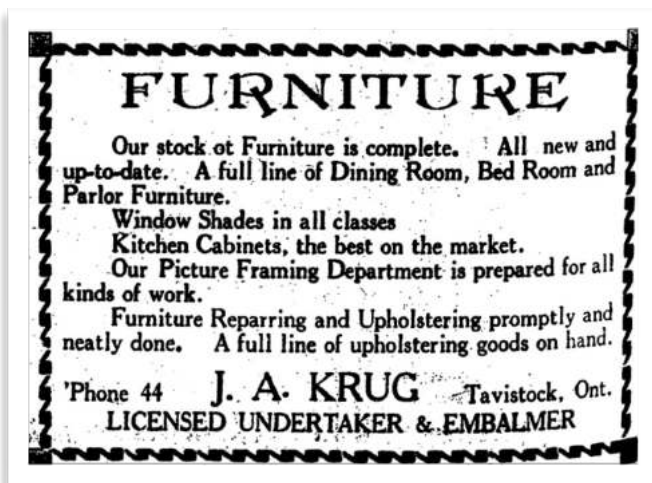 FURNITURE
Our stock ot Furniture is complete. All new and
up-to-date. A full line of Dining Room, Bed Room and
Parlor Furniture.
Window Shades in all classes
Kitchen Cabinets, the best on the market.
Our Picture Framing Department is prepared for all
kinds of work.
Furniture Reparring and Upholstering promptly and
neatly done. A full line of upholstering goods on hand.
'Phone 44 J. A. KRUG Tavistock, Ont.
LICENSED UNDERTAKER & EMBALMER